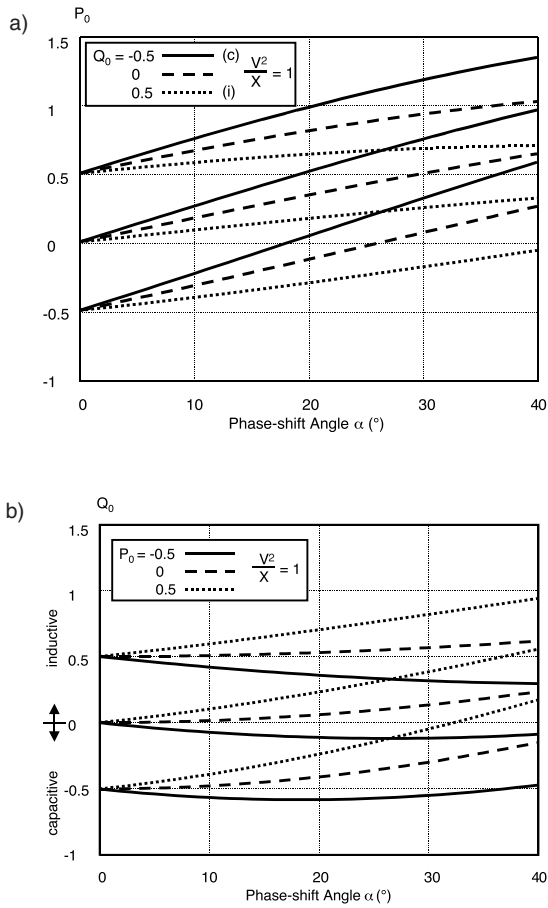 a)
P₀
1.5
Q₀ = -0.5 (c)
0
0.5 (i)
V²
X
= 1
1
0.5
0
-0.5
-1
0 10 20 30 40
Phase-shift Angle α (°)
b)
Q₀
1.5
P₀ = -0.5
0
0.5
V²
X
= 1
1
inductive
0.5
0
-0.5
capacitive
-1
0 10 20 30 40
Phase-shift Angle α (°)